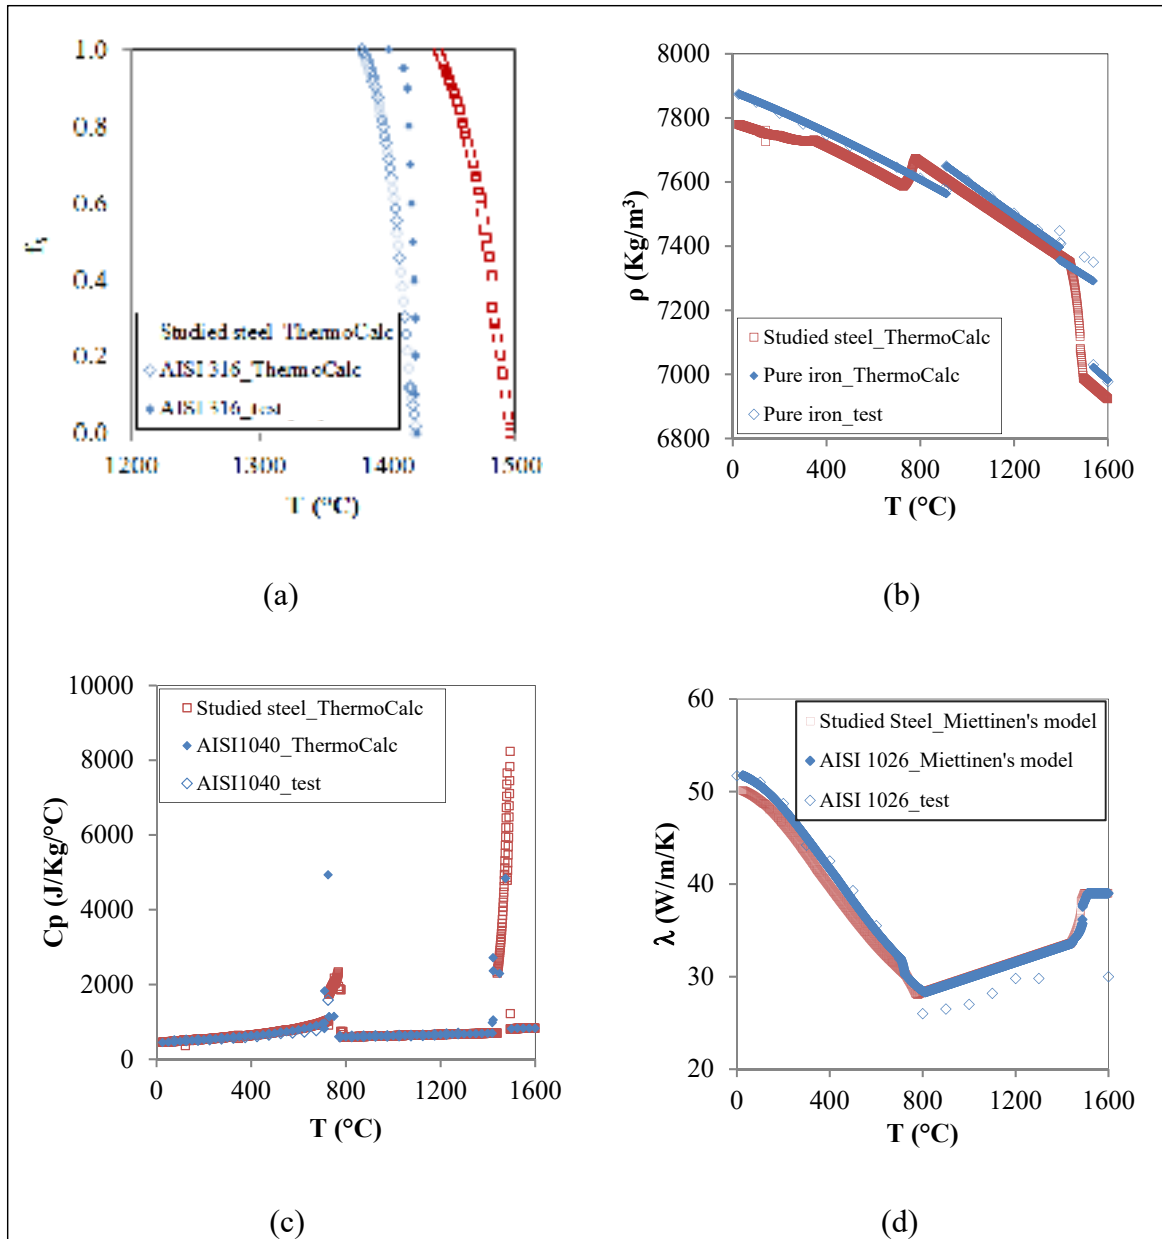 1.0
0.8
0.6
0.4
0.2
0.0
fs
Studied steel_ThermoCalc
AISI 316_ThermoCalc
AISI 316_test
1200 1300 1400 1500
T (°C)
(a)
8000
7800
7600
7400
7200
7000
6800
ρ (Kg/m³)
Studied steel_ThermoCalc
Pure iron_ThermoCalc
Pure iron_test
0 400 800 1200 1600
T (°C)
(b)
10000
8000
6000
4000
2000
0
Cp (J/Kg/°C)
Studied steel_ThermoCalc
AISI1040_ThermoCalc
AISI1040_test
0 400 800 1200 1600
T (°C)
(c)
60
50
40
30
20
λ (W/m/K)
Studied Steel_Miettinen's model
AISI 1026_Miettinen's model
AISI 1026_test
0 400 800 1200 1600
T (°C)
(d)